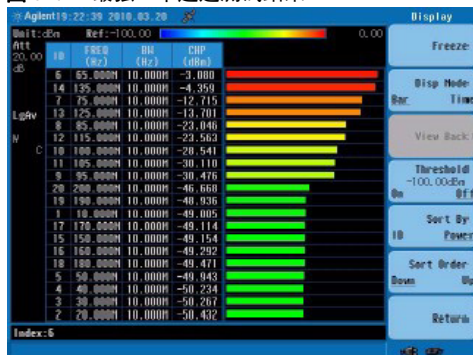 Agilent 19:22:39 2010.03.20
Display
Unit:dBm Ref:-100.00 0.00
Att
20.00
dB
LgAv
W
C
ID FREQ (Hz) BW (Hz) CHP (dBm)
6 65.000M 10.000M -3.080
14 135.000M 10.000M -4.359
7 75.000M 10.000M -12.715
13 125.000M 10.000M -13.701
8 85.000M 10.000M -23.046
12 115.000M 10.000M -23.563
10 100.000M 10.000M -28.541
11 105.000M 10.000M -30.110
9 95.000M 10.000M -30.476
20 200.000M 10.000M -46.668
19 190.000M 10.000M -48.936
1 10.000M 10.000M -49.005
17 170.000M 10.000M -49.114
15 150.000M 10.000M -49.154
16 160.000M 10.000M -49.292
18 180.000M 10.000M -49.471
5 50.000M 10.000M -49.943
4 40.000M 10.000M -50.234
3 30.000M 10.000M -50.267
2 20.000M 10.000M -50.432
Index:6
Freeze
Disp Mode
Bar Time
View Back
Threshold
-100.00dBm
On Off
Sort By
ID Power
Sort Order
Down Up
Return